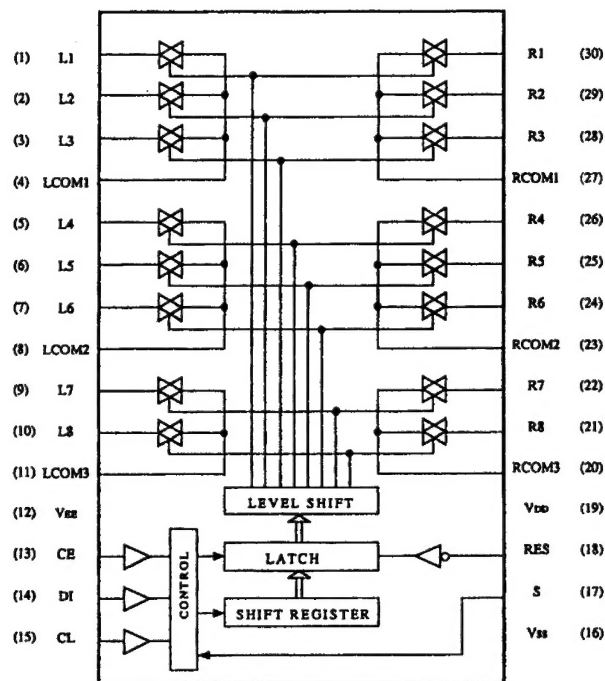 (1) L1 R1 (30)
(2) L2 R2 (29)
(3) L3 R3 (28)
(4) LCOM1 RCOM1 (27)
(5) L4 R4 (26)
(6) L5 R5 (25)
(7) L6 R6 (24)
(8) LCOM2 RCOM2 (23)
(9) L7 R7 (22)
(10) L8 R8 (21)
(11) LCOM3 RCOM3 (20)
(12) VEE LEVEL SHIFT VDD (19)
(13) CE LATCH RES (18)
(14) DI CONTROL SHIFT REGISTER S (17)
(15) CL VSS (16)